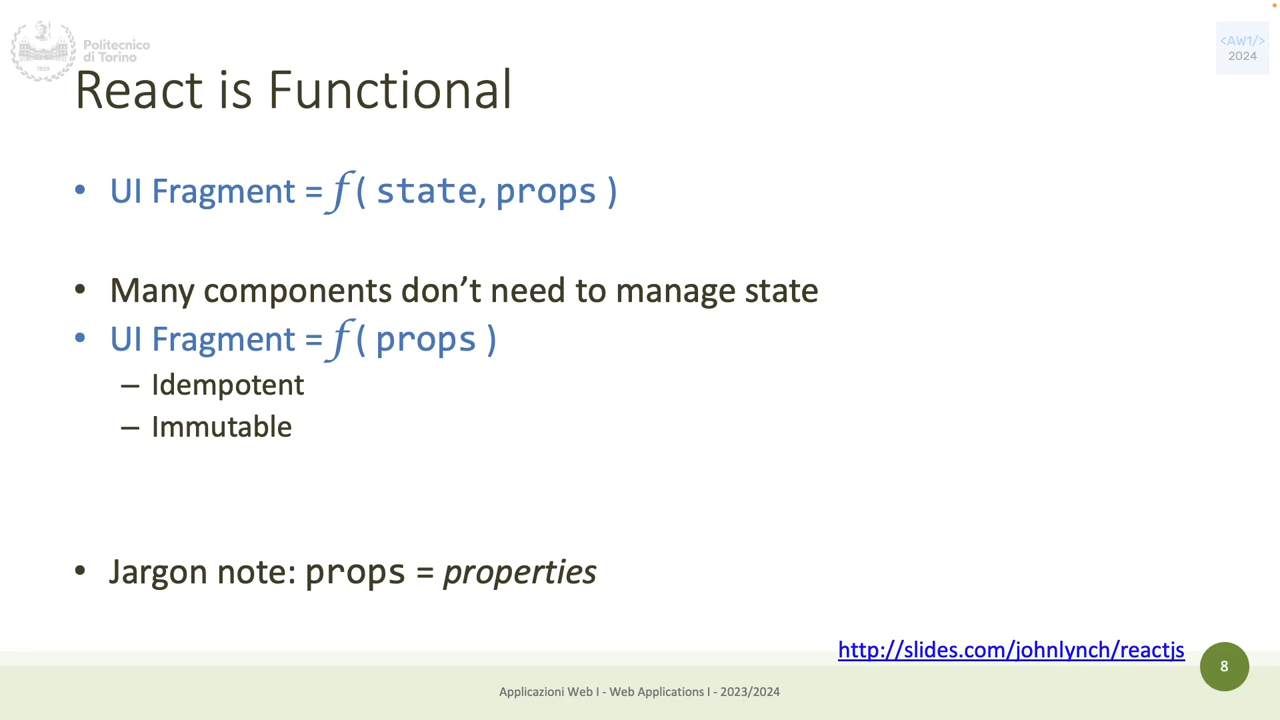 Politecnico
di Torino
1859
<AW1/>
2024
React is Functional
• UI Fragment = f ( state, props )
• Many components don’t need to manage state
• UI Fragment = f ( props )
– Idempotent
– Immutable
• Jargon note: props = properties
http://slides.com/johnlynch/reactjs
8
Applicazioni Web I - Web Applications I - 2023/2024